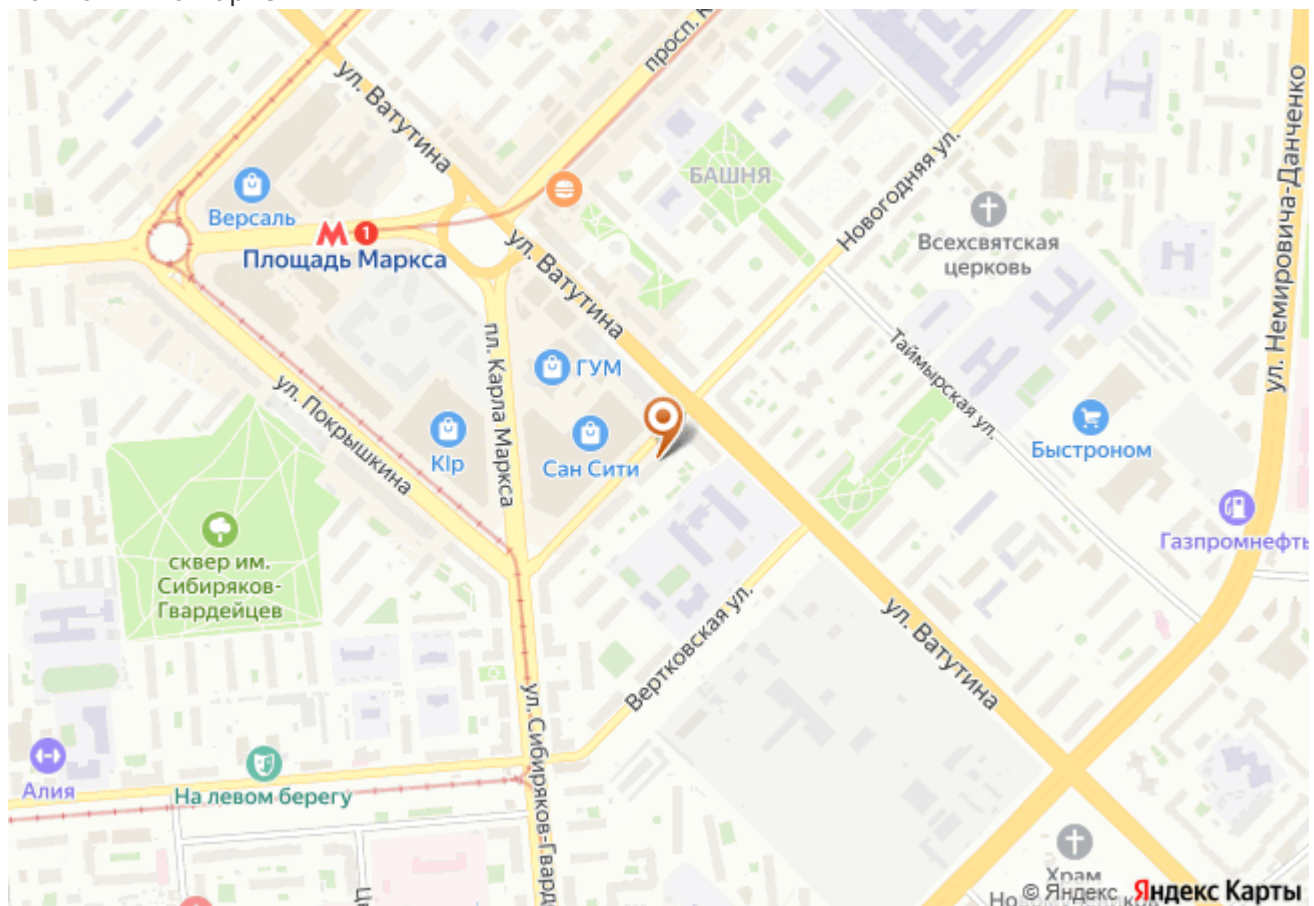 ул. Ватутина
просп. К
БАШНЯ
Новогодняя ул.
ул. Немировича-Данченко
Версаль
М 1
Площадь Маркса
Всехсвятская
церковь
ул. Ватутина
пл. Карла Маркса
ГУМ
Таймырская ул.
ул. Покрышкина
KIp
Сан Сити
Быстроном
Газпромнефть
сквер им.
Сибиряков-
Гвардейцев
Вертковская ул.
ул. Ватутина
ул. Сибиряков-Гвард
Алия
На левом берегу
Храм
© Яндекс Яндекс Карты